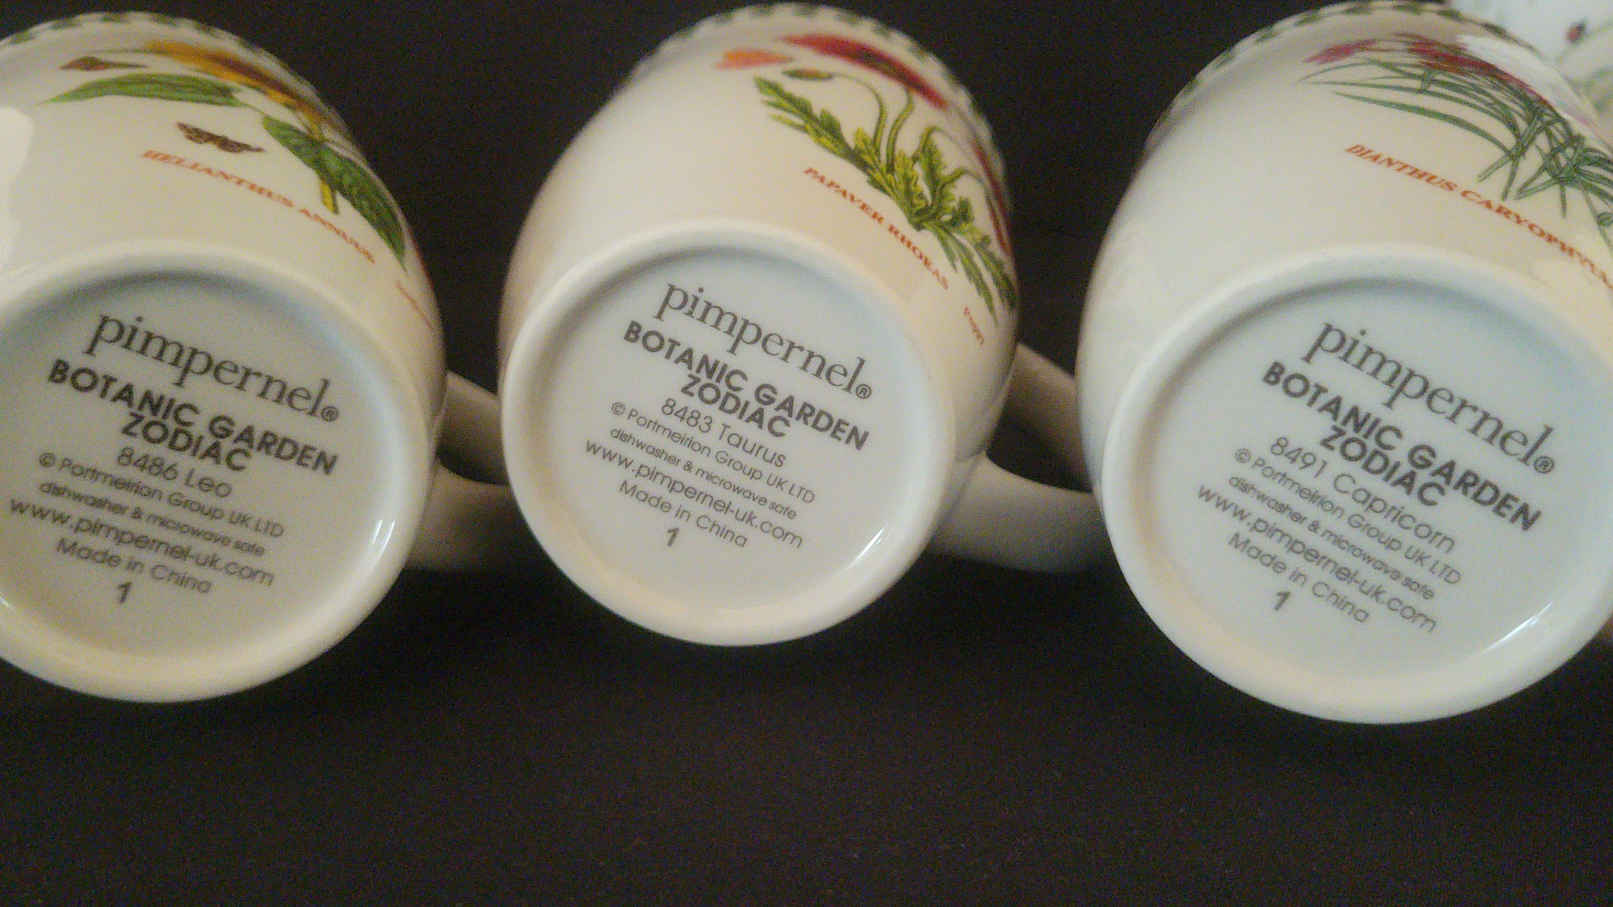 HELIANTHUS ANNUUS
pimpernel®
BOTANIC GARDEN
ZODIAC
8486 Leo
© Portmeirion Group UK LTD
dishwasher & microwave safe
www.pimpernel-uk.com
Made in China
1
PAPAVER RHOEAS
Poppy
pimpernel®
BOTANIC GARDEN
ZODIAC
8483 Taurus
© Portmeirion Group UK LTD
dishwasher & microwave safe
www.pimpernel-uk.com
Made in China
1
DIANTHUS
pimpernel®
BOTANIC GARDEN
ZODIAC
8491 Capricorn
© Portmeirion Group UK LTD
dishwasher & microwave safe
www.pimpernel-uk.com
Made in China
1